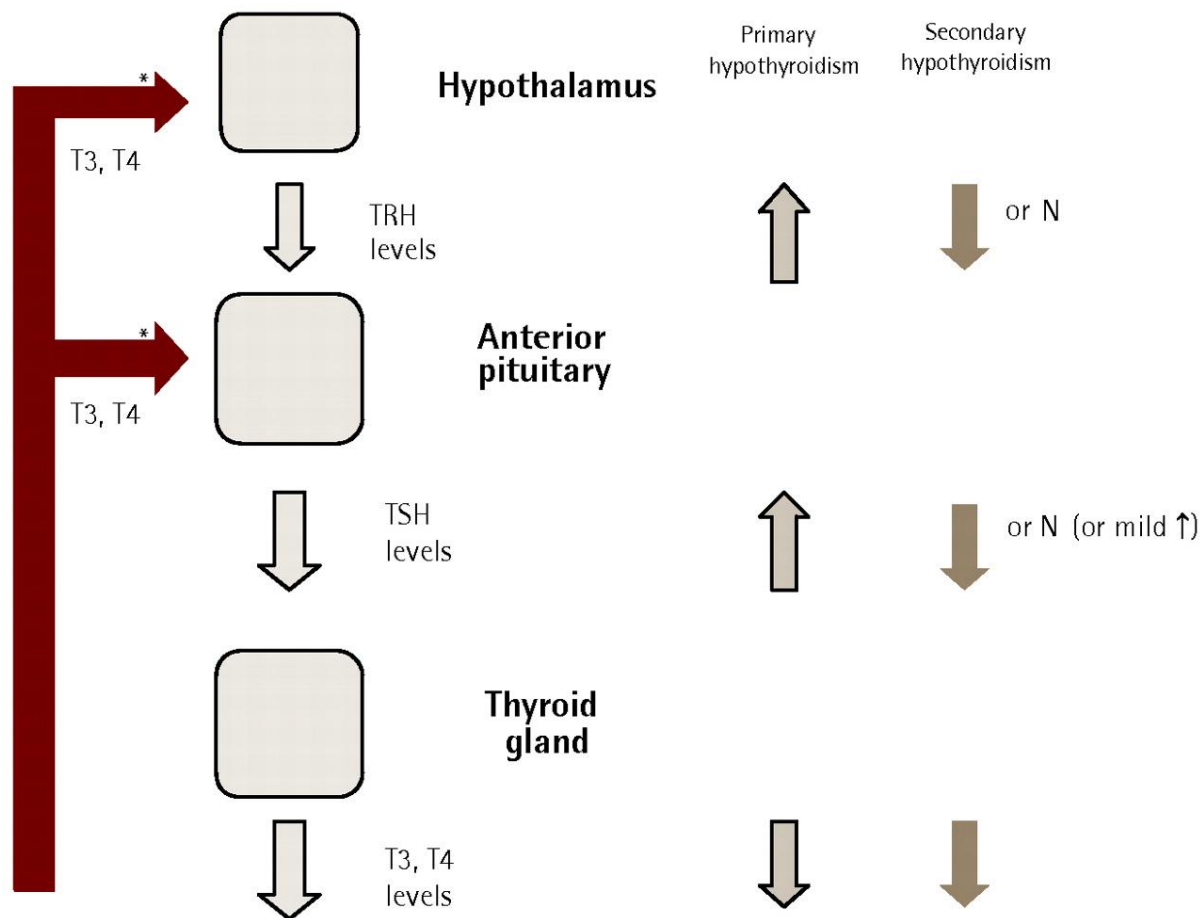 Primary
hypothyroidism
Secondary
hypothyroidism
*
Hypothalamus
T3, T4
TRH
levels
or N
*
Anterior
pituitary
T3, T4
TSH
levels
or N (or mild ↑)
Thyroid
gland
T3, T4
levels